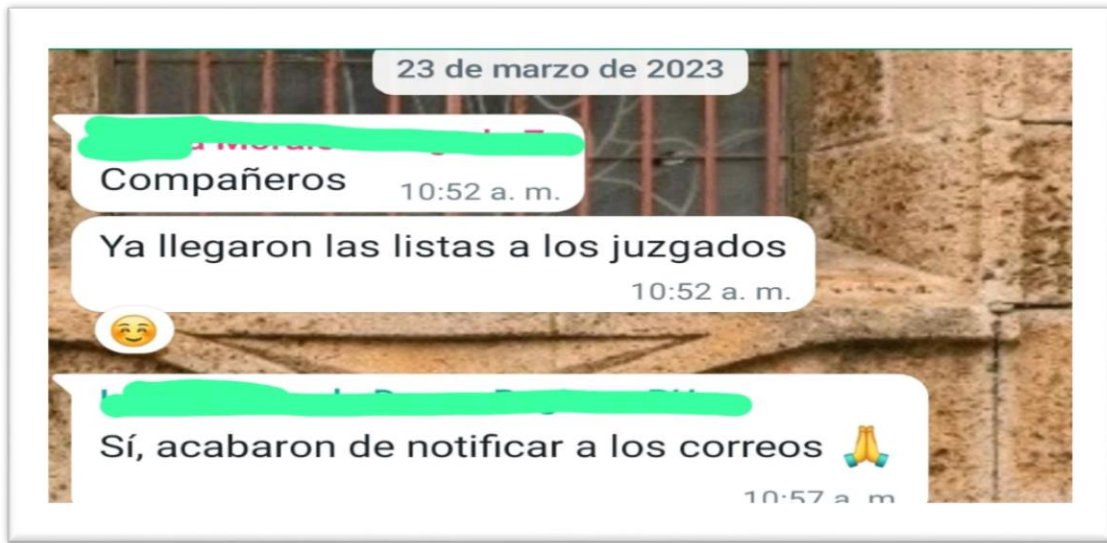 23 de marzo de 2023
Compañeros
10:52 a. m.
Ya llegaron las listas a los juzgados
10:52 a. m.
Sí, acabaron de notificar a los correos 🙏
10:57 a. m.